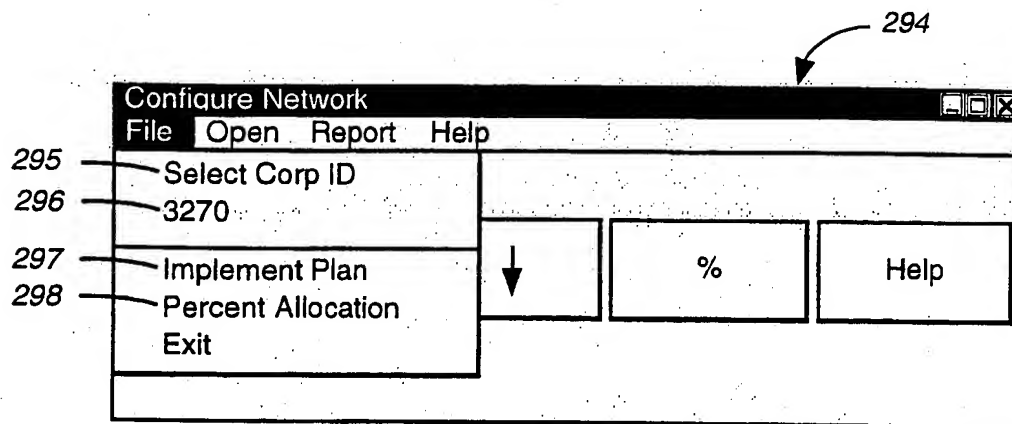 294
Configure Network
File Open Report Help
295 Select Corp ID
296 3270
297 Implement Plan
298 Percent Allocation
Exit
% Help